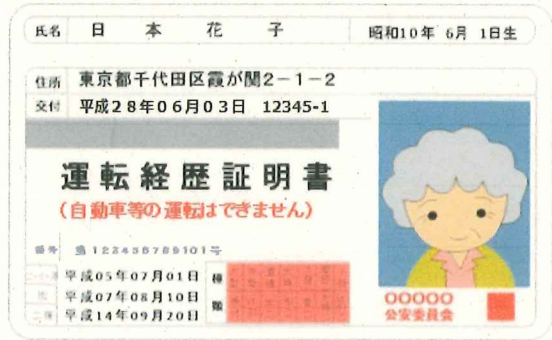 氏名 日本花子 昭和10年 6月 1日生
住所 東京都千代田区霞が関2-1-2
交付 平成28年06月03日 12345-1
運転経歴証明書
(自動車等の運転はできません)
番号 第 123456789101号
平成05年07月01日
他 平成07年08月10日
二種 平成14年09月20日
種類
OOOOO
公安委員会